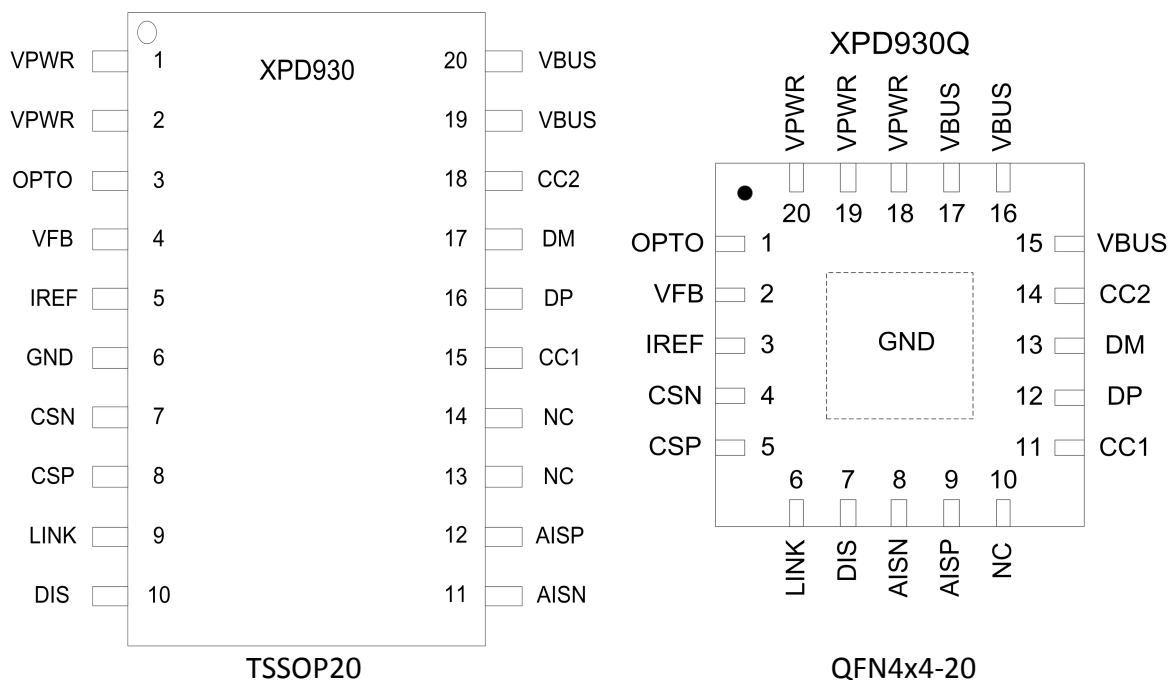 XPD930
VPWR 1 20 VBUS
VPWR 2 19 VBUS
OPTO 3 18 CC2
VFB 4 17 DM
IREF 5 16 DP
GND 6 15 CC1
CSN 7 14 NC
CSP 8 13 NC
LINK 9 12 AISP
DIS 10 11 AISN
TSSOP20
XPD930Q
VPWR VPWR VPWR VBUS VBUS
20 19 18 17 16
OPTO 1 15 VBUS
VFB 2 14 CC2
IREF 3 GND 13 DM
CSN 4 12 DP
CSP 5 11 CC1
6 7 8 9 10
LINK DIS AISN AISP NC
QFN4x4-20